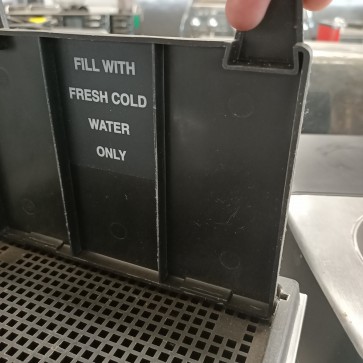 FILL WITH
FRESH COLD
WATER
ONLY